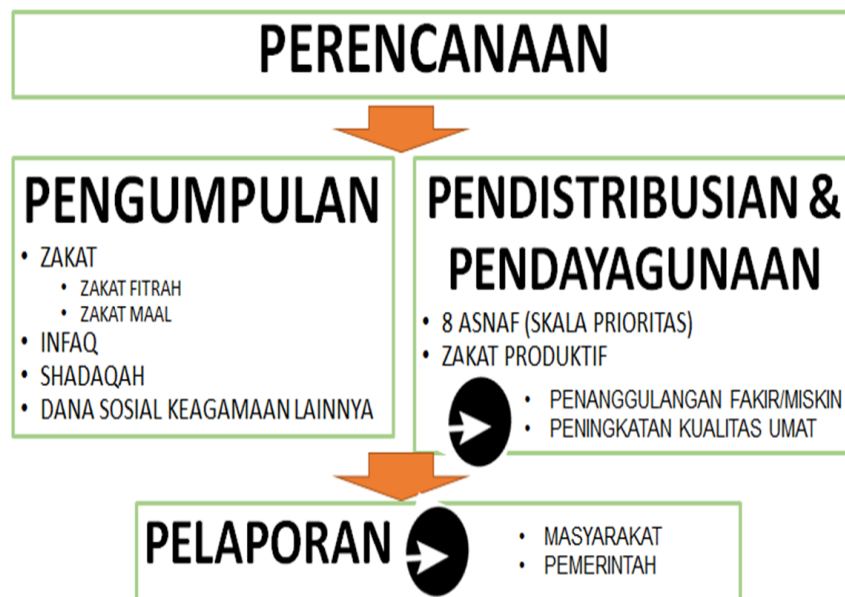 PERENCANAAN
PENGUMPULAN
• ZAKAT
• ZAKAT FITRAH
• ZAKAT MAAL
• INFAQ
• SHADAQAH
• DANA SOSIAL KEAGAMAAN LAINNYA
PENDISTRIBUSIAN &
PENDAYAGUNAAN
• 8 ASNAF (SKALA PRIORITAS)
• ZAKAT PRODUKTIF
• PENANGGULANGAN FAKIR/MISKIN
• PENINGKATAN KUALITAS UMAT
PELAPORAN
• MASYARAKAT
• PEMERINTAH